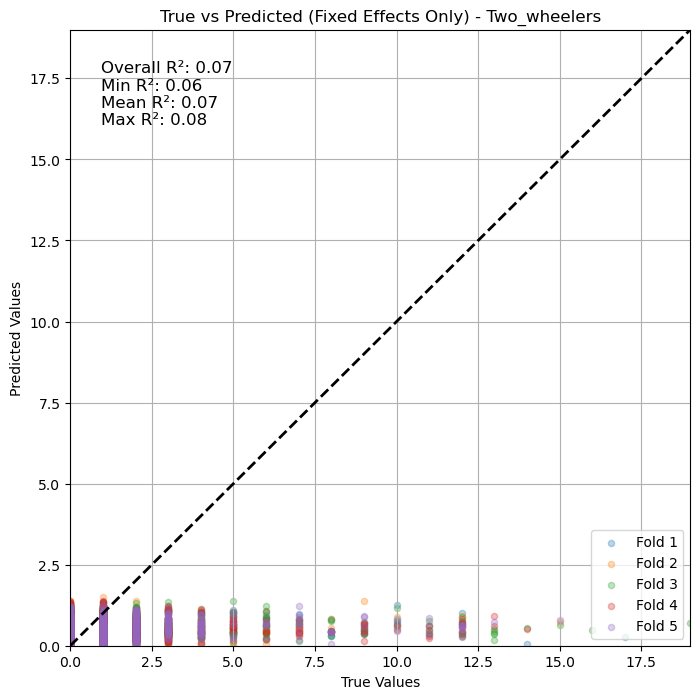 True vs Predicted (Fixed Effects Only) - Two_wheelers
Overall R²: 0.07
Min R²: 0.06
Mean R²: 0.07
Max R²: 0.08
17.5
15.0
12.5
10.0
7.5
5.0
2.5
0.0
Predicted Values
Fold 1
Fold 2
Fold 3
Fold 4
Fold 5
0.0 2.5 5.0 7.5 10.0 12.5 15.0 17.5
True Values